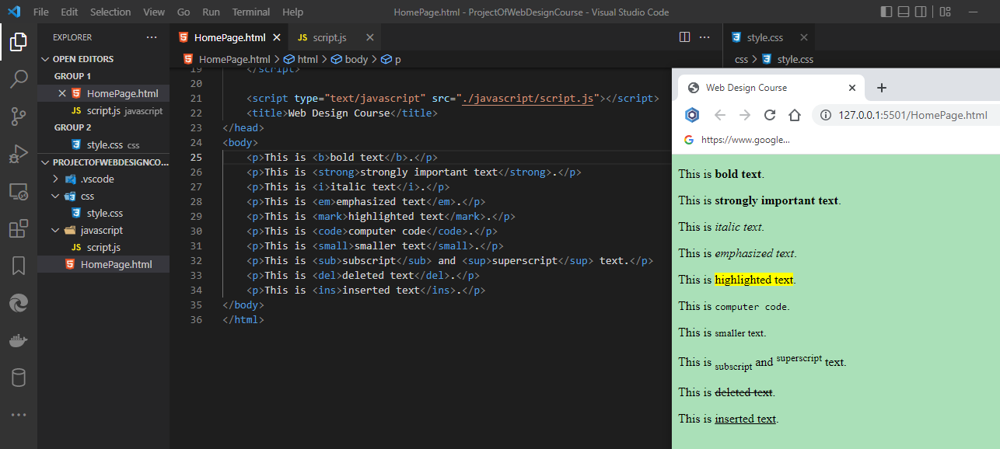 File Edit Selection View Go Run Terminal Help HomePage.html - ProjectOfWebDesignCourse - Visual Studio Code
EXPLORER ...
OPEN EDITORS
GROUP 1
HomePage.html
JS script.js javascript
GROUP 2
style.css css
PROJECTOFWEBDESIGNCO...
.vscode
css
style.css
javascript
JS script.js
HomePage.html
HomePage.html JS script.js
HomePage.html > html > body > p
19 </script>
20
21 <script type="text/javascript" src="./javascript/script.js"></script>
22 <title>Web Design Course</title>
23 </head>
24 <body>
25 <p>This is <b>bold text</b>.</p>
26 <p>This is <strong>strongly important text</strong>.</p>
27 <p>This is <i>italic text</i>.</p>
28 <p>This is <em>emphasized text</em>.</p>
29 <p>This is <mark>highlighted text</mark>.</p>
30 <p>This is <code>computer code</code>.</p>
31 <p>This is <small>smaller text</small>.</p>
32 <p>This is <sub>subscript</sub> and <sup>superscript</sup> text.</p>
33 <p>This is <del>deleted text</del>.</p>
34 <p>This is <ins>inserted text</ins>.</p>
35 </body>
36 </html>
style.css
css > style.css
Web Design Course
127.0.0.1:5501/HomePage.html
https://www.google...
This is bold text.
This is strongly important text.
This is italic text.
This is emphasized text.
This is highlighted text.
This is computer code.
This is smaller text.
This is subscript and superscript text.
This is deleted text.
This is inserted text.